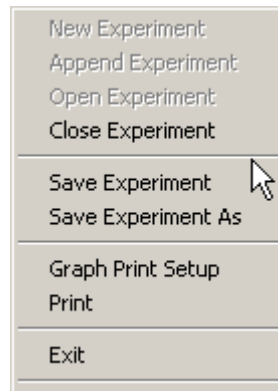 New Experiment
Append Experiment
Open Experiment
Close Experiment
Save Experiment
Save Experiment As
Graph Print Setup
Print
Exit